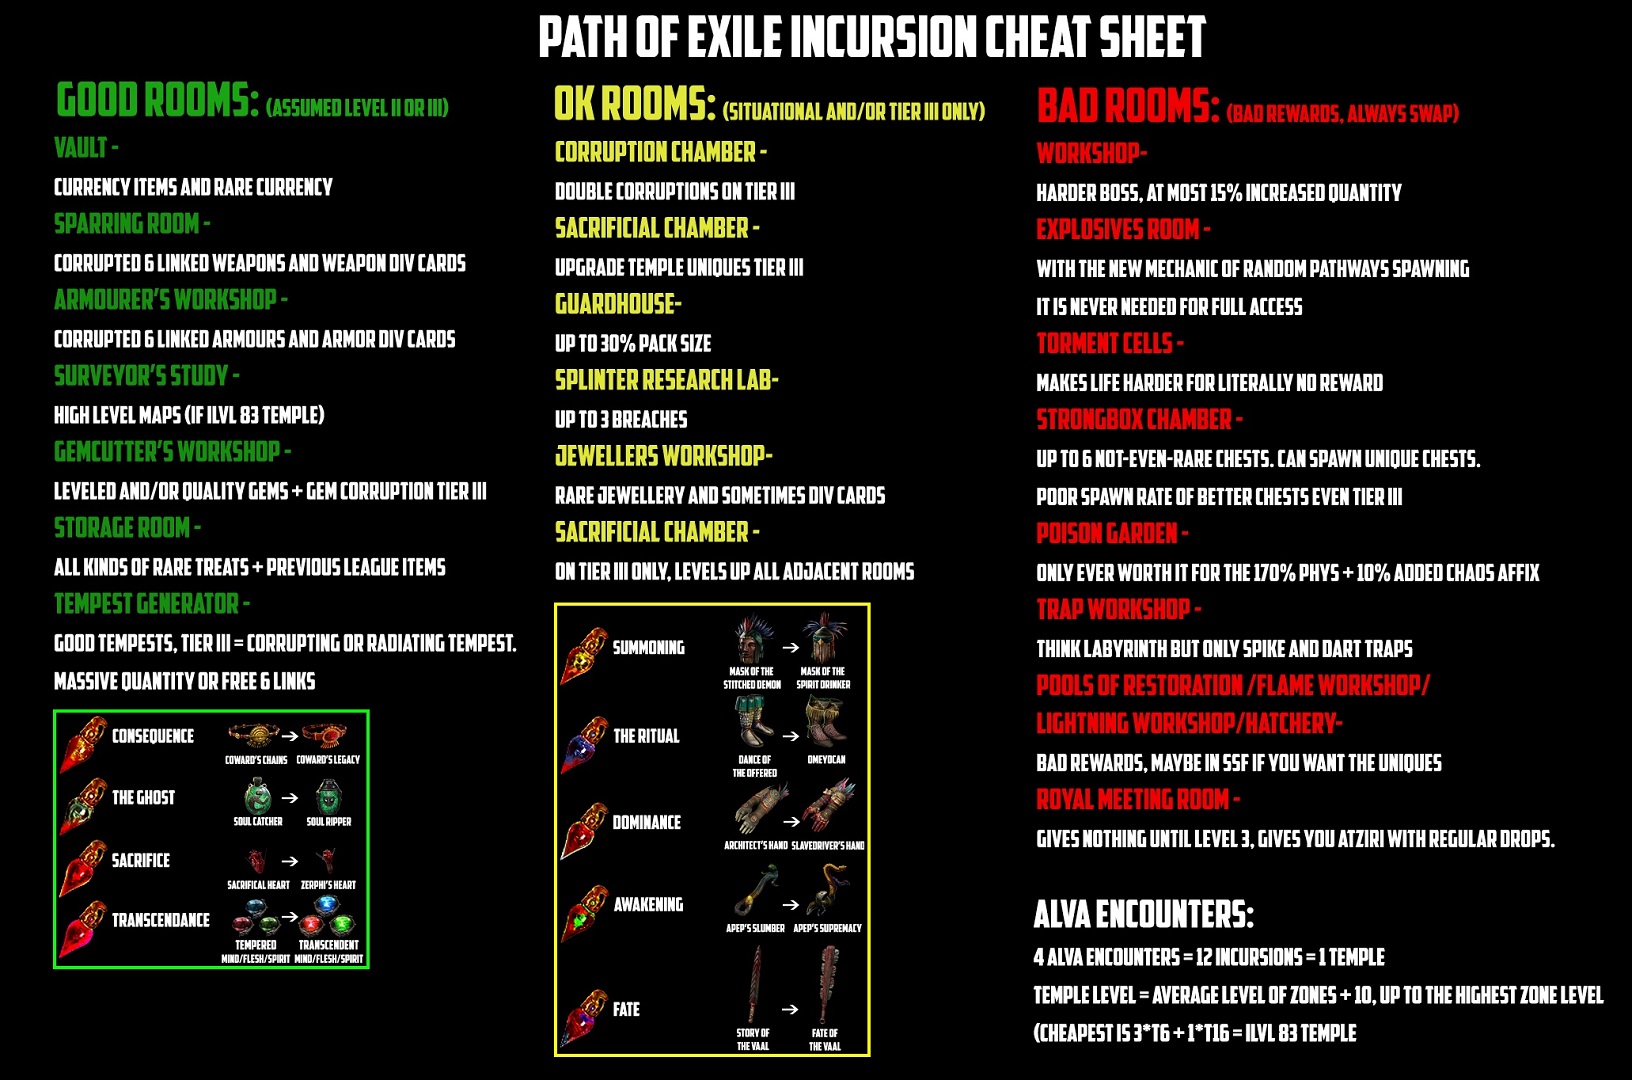 PATH OF EXILE INCURSION CHEAT SHEET
GOOD ROOMS: (ASSUMED LEVEL II OR III)
VAULT -
CURRENCY ITEMS AND RARE CURRENCY
SPARRING ROOM -
CORRUPTED 6 LINKED WEAPONS AND WEAPON DIV CARDS
ARMOURER'S WORKSHOP -
CORRUPTED 6 LINKED ARMOURS AND ARMOR DIV CARDS
SURVEYOR'S STUDY -
HIGH LEVEL MAPS (IF ILVL 83 TEMPLE)
GEMCUTTER'S WORKSHOP -
LEVELED AND/OR QUALITY GEMS + GEM CORRUPTION TIER III
STORAGE ROOM -
ALL KINDS OF RARE TREATS + PREVIOUS LEAGUE ITEMS
TEMPEST GENERATOR -
GOOD TEMPESTS, TIER III = CORRUPTING OR RADIATING TEMPEST.
MASSIVE QUANTITY OR FREE 6 LINKS
CONSEQUENCE
COWARD'S CHAINS
COWARD'S LEGACY
THE GHOST
SOUL CATCHER
SOUL RIPPER
SACRIFICE
SACRIFICAL HEART
ZERPHI'S HEART
TRANSCENDANCE
TEMPERED
MIND/FLESH/SPIRIT
TRANSCENDENT
MIND/FLESH/SPIRIT
OK ROOMS: (SITUATIONAL AND/OR TIER III ONLY)
CORRUPTION CHAMBER -
DOUBLE CORRUPTIONS ON TIER III
SACRIFICIAL CHAMBER -
UPGRADE TEMPLE UNIQUES TIER III
GUARDHOUSE-
UP TO 30% PACK SIZE
SPLINTER RESEARCH LAB-
UP TO 3 BREACHES
JEWELLERS WORKSHOP-
RARE JEWELLERY AND SOMETIMES DIV CARDS
SACRIFICIAL CHAMBER -
ON TIER III ONLY, LEVELS UP ALL ADJACENT ROOMS
SUMMONING
MASK OF THE
STITCHED DEMON
MASK OF THE
SPIRIT DRINKER
THE RITUAL
DANCE OF
THE OFFERED
OMEYOCAN
DOMINANCE
ARCHITECT'S HAND
SLAVEDRIVER'S HAND
AWAKENING
APEP'S SLUMBER
APEP'S SUPREMACY
FATE
STORY OF
THE VAAL
FATE OF
THE VAAL
BAD ROOMS: (BAD REWARDS, ALWAYS SWAP)
WORKSHOP-
HARDER BOSS, AT MOST 15% INCREASED QUANTITY
EXPLOSIVES ROOM -
WITH THE NEW MECHANIC OF RANDOM PATHWAYS SPAWNING
IT IS NEVER NEEDED FOR FULL ACCESS
TORMENT CELLS -
MAKES LIFE HARDER FOR LITERALLY NO REWARD
STRONGBOX CHAMBER -
UP TO 6 NOT-EVEN-RARE CHESTS. CAN SPAWN UNIQUE CHESTS.
POOR SPAWN RATE OF BETTER CHESTS EVEN TIER III
POISON GARDEN -
ONLY EVER WORTH IT FOR THE 170% PHYS + 10% ADDED CHAOS AFFIX
TRAP WORKSHOP -
THINK LABYRINTH BUT ONLY SPIKE AND DART TRAPS
POOLS OF RESTORATION /FLAME WORKSHOP/
LIGHTNING WORKSHOP/HATCHERY-
BAD REWARDS, MAYBE IN SSF IF YOU WANT THE UNIQUES
ROYAL MEETING ROOM -
GIVES NOTHING UNTIL LEVEL 3, GIVES YOU ATZIRI WITH REGULAR DROPS.
ALVA ENCOUNTERS:
4 ALVA ENCOUNTERS = 12 INCURSIONS = 1 TEMPLE
TEMPLE LEVEL = AVERAGE LEVEL OF ZONES + 10, UP TO THE HIGHEST ZONE LEVEL
(CHEAPEST IS 3*T6 + 1*T16 = ILVL 83 TEMPLE